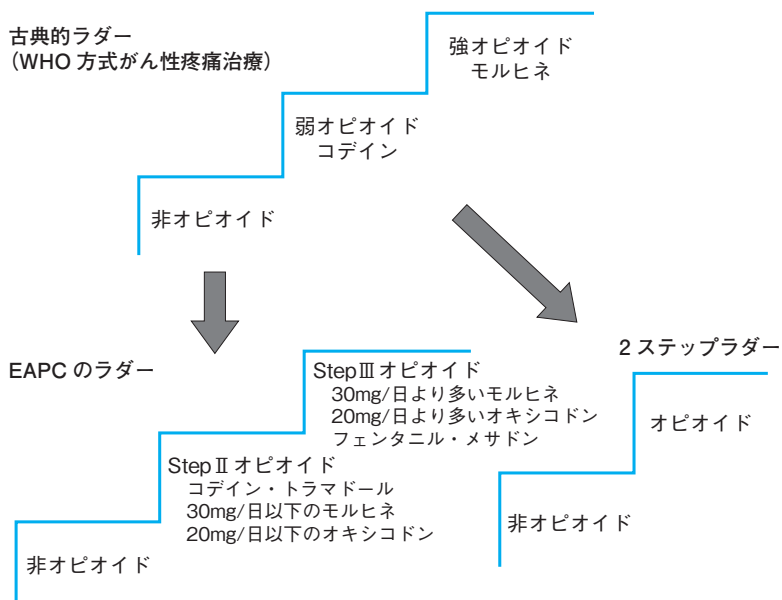 古典的ラダー
（WHO 方式がん性疼痛治療）
強オピオイド
モルヒネ
弱オピオイド
コデイン
非オピオイド
EAPC のラダー
StepⅢ オピオイド
30mg/日より多いモルヒネ
20mg/日より多いオキシコドン
フェンタニル・メサドン
StepⅡ オピオイド
コデイン・トラマドール
30mg/日以下のモルヒネ
20mg/日以下のオキシコドン
非オピオイド
2 ステップラダー
オピオイド
非オピオイド